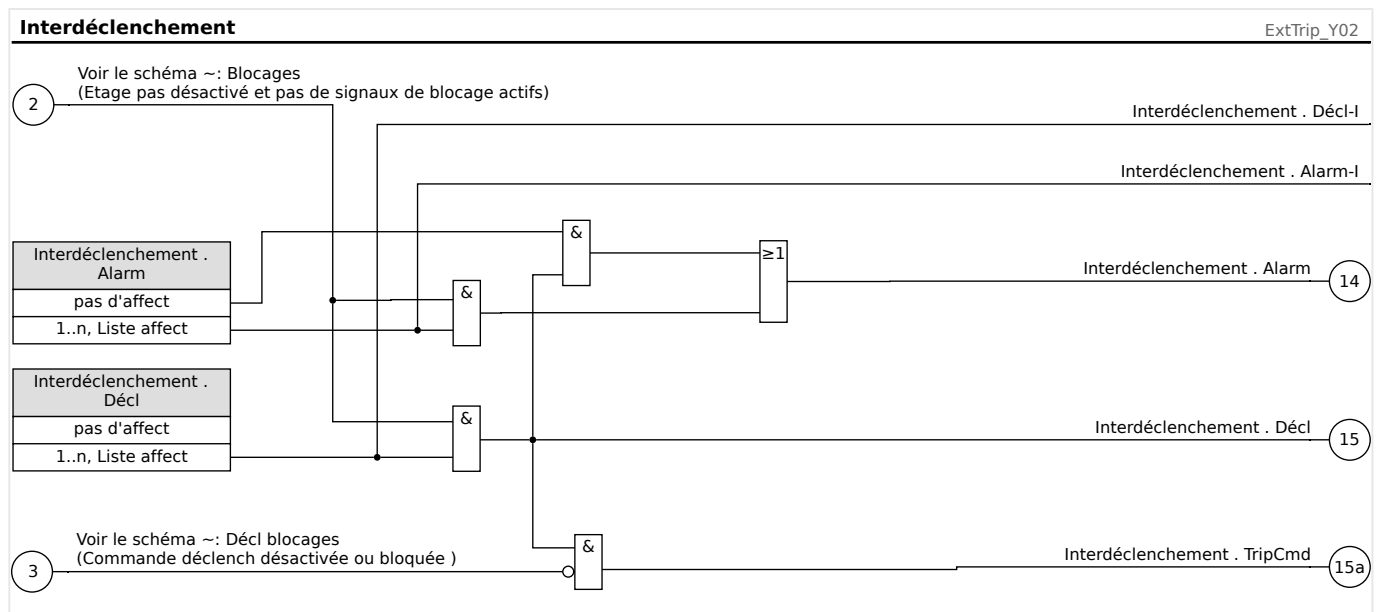 Interdéclenchement
ExtTrip_Y02
Voir le schéma ~: Blocages
(Etage pas désactivé et pas de signaux de blocage actifs)
2
Interdéclenchement . Décl-I
Interdéclenchement . Alarm-I
&
≥1
Interdéclenchement .
Alarm
pas d'affect
1..n, Liste affect
&
Interdéclenchement . Alarm
14
Interdéclenchement .
Décl
pas d'affect
1..n, Liste affect
&
Interdéclenchement . Décl
15
Voir le schéma ~: Décl blocages
(Commande déclench désactivée ou bloquée )
3
&
Interdéclenchement . TripCmd
15a